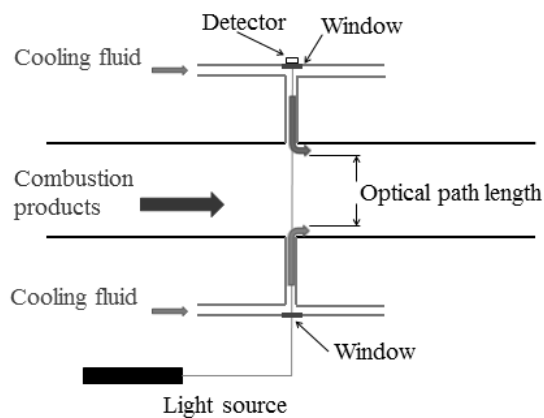 Detector
Window
Cooling fluid
Combustion
products
Optical path length
Cooling fluid
Window
Light source